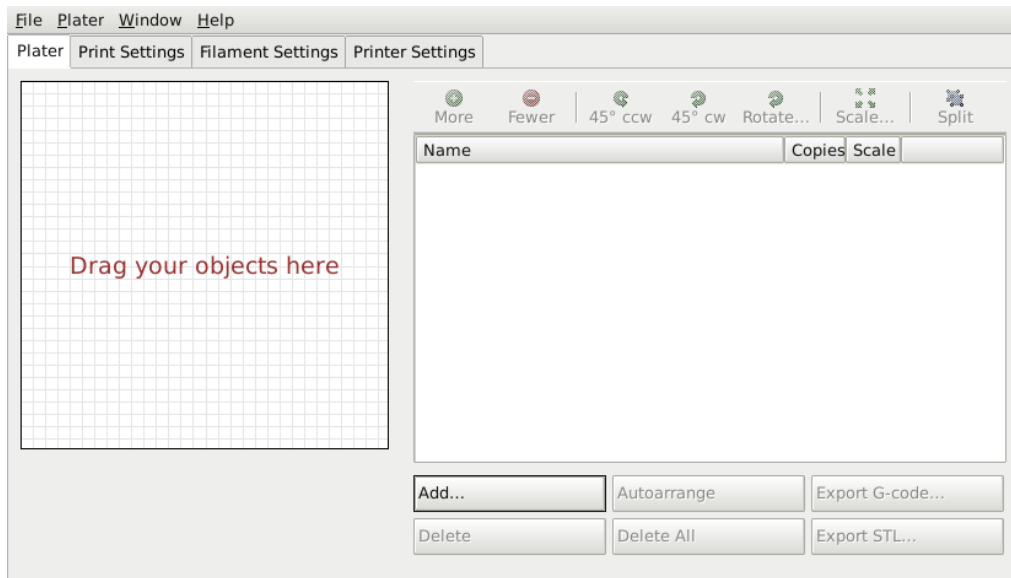 File Plater Window Help
Plater Print Settings Filament Settings Printer Settings
More Fewer 45° ccw 45° cw Rotate... Scale... Split
Name Copies Scale
Drag your objects here
Add... Autoarrange Export G-code...
Delete Delete All Export STL...